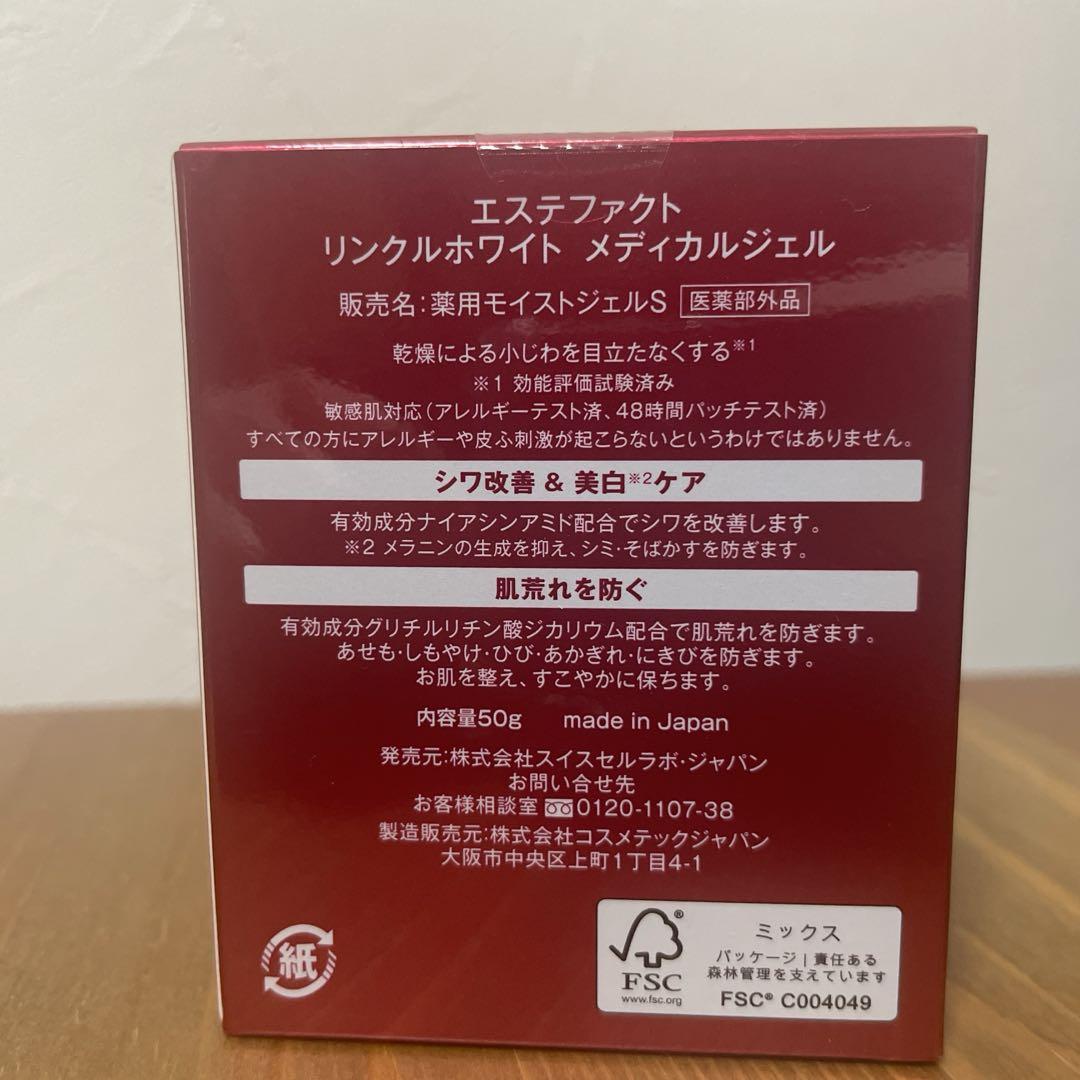 エステファクト
リンクルホワイト メディカルジェル
販売名:薬用モイストジェルS 医薬部外品
乾燥による小じわを目立たなくする※1
※1 効能評価試験済み
敏感肌対応(アレルギーテスト済、48時間パッチテスト済)
すべての方にアレルギーや皮ふ刺激が起こらないというわけではありません。
シワ改善 & 美白※2ケア
有効成分ナイアシンアミド配合でシワを改善します。
※2 メラニンの生成を抑え、シミ・そばかすを防ぎます。
肌荒れを防ぐ
有効成分グリチルリチン酸ジカリウム配合で肌荒れを防ぎます。
あせも・しもやけ・ひび・あかぎれ・にきびを防ぎます。
お肌を整え、すこやかに保ちます。
内容量50g made in Japan
発売元:株式会社スイスセルラボ・ジャパン
お問い合せ先
お客様相談室 0120-1107-38
製造販売元:株式会社コスメテックジャパン
大阪市中央区上町1丁目4-1
紙
FSC®
www.fsc.org
ミックス
パッケージ | 責任ある
森林管理を支えています
FSC® C004049